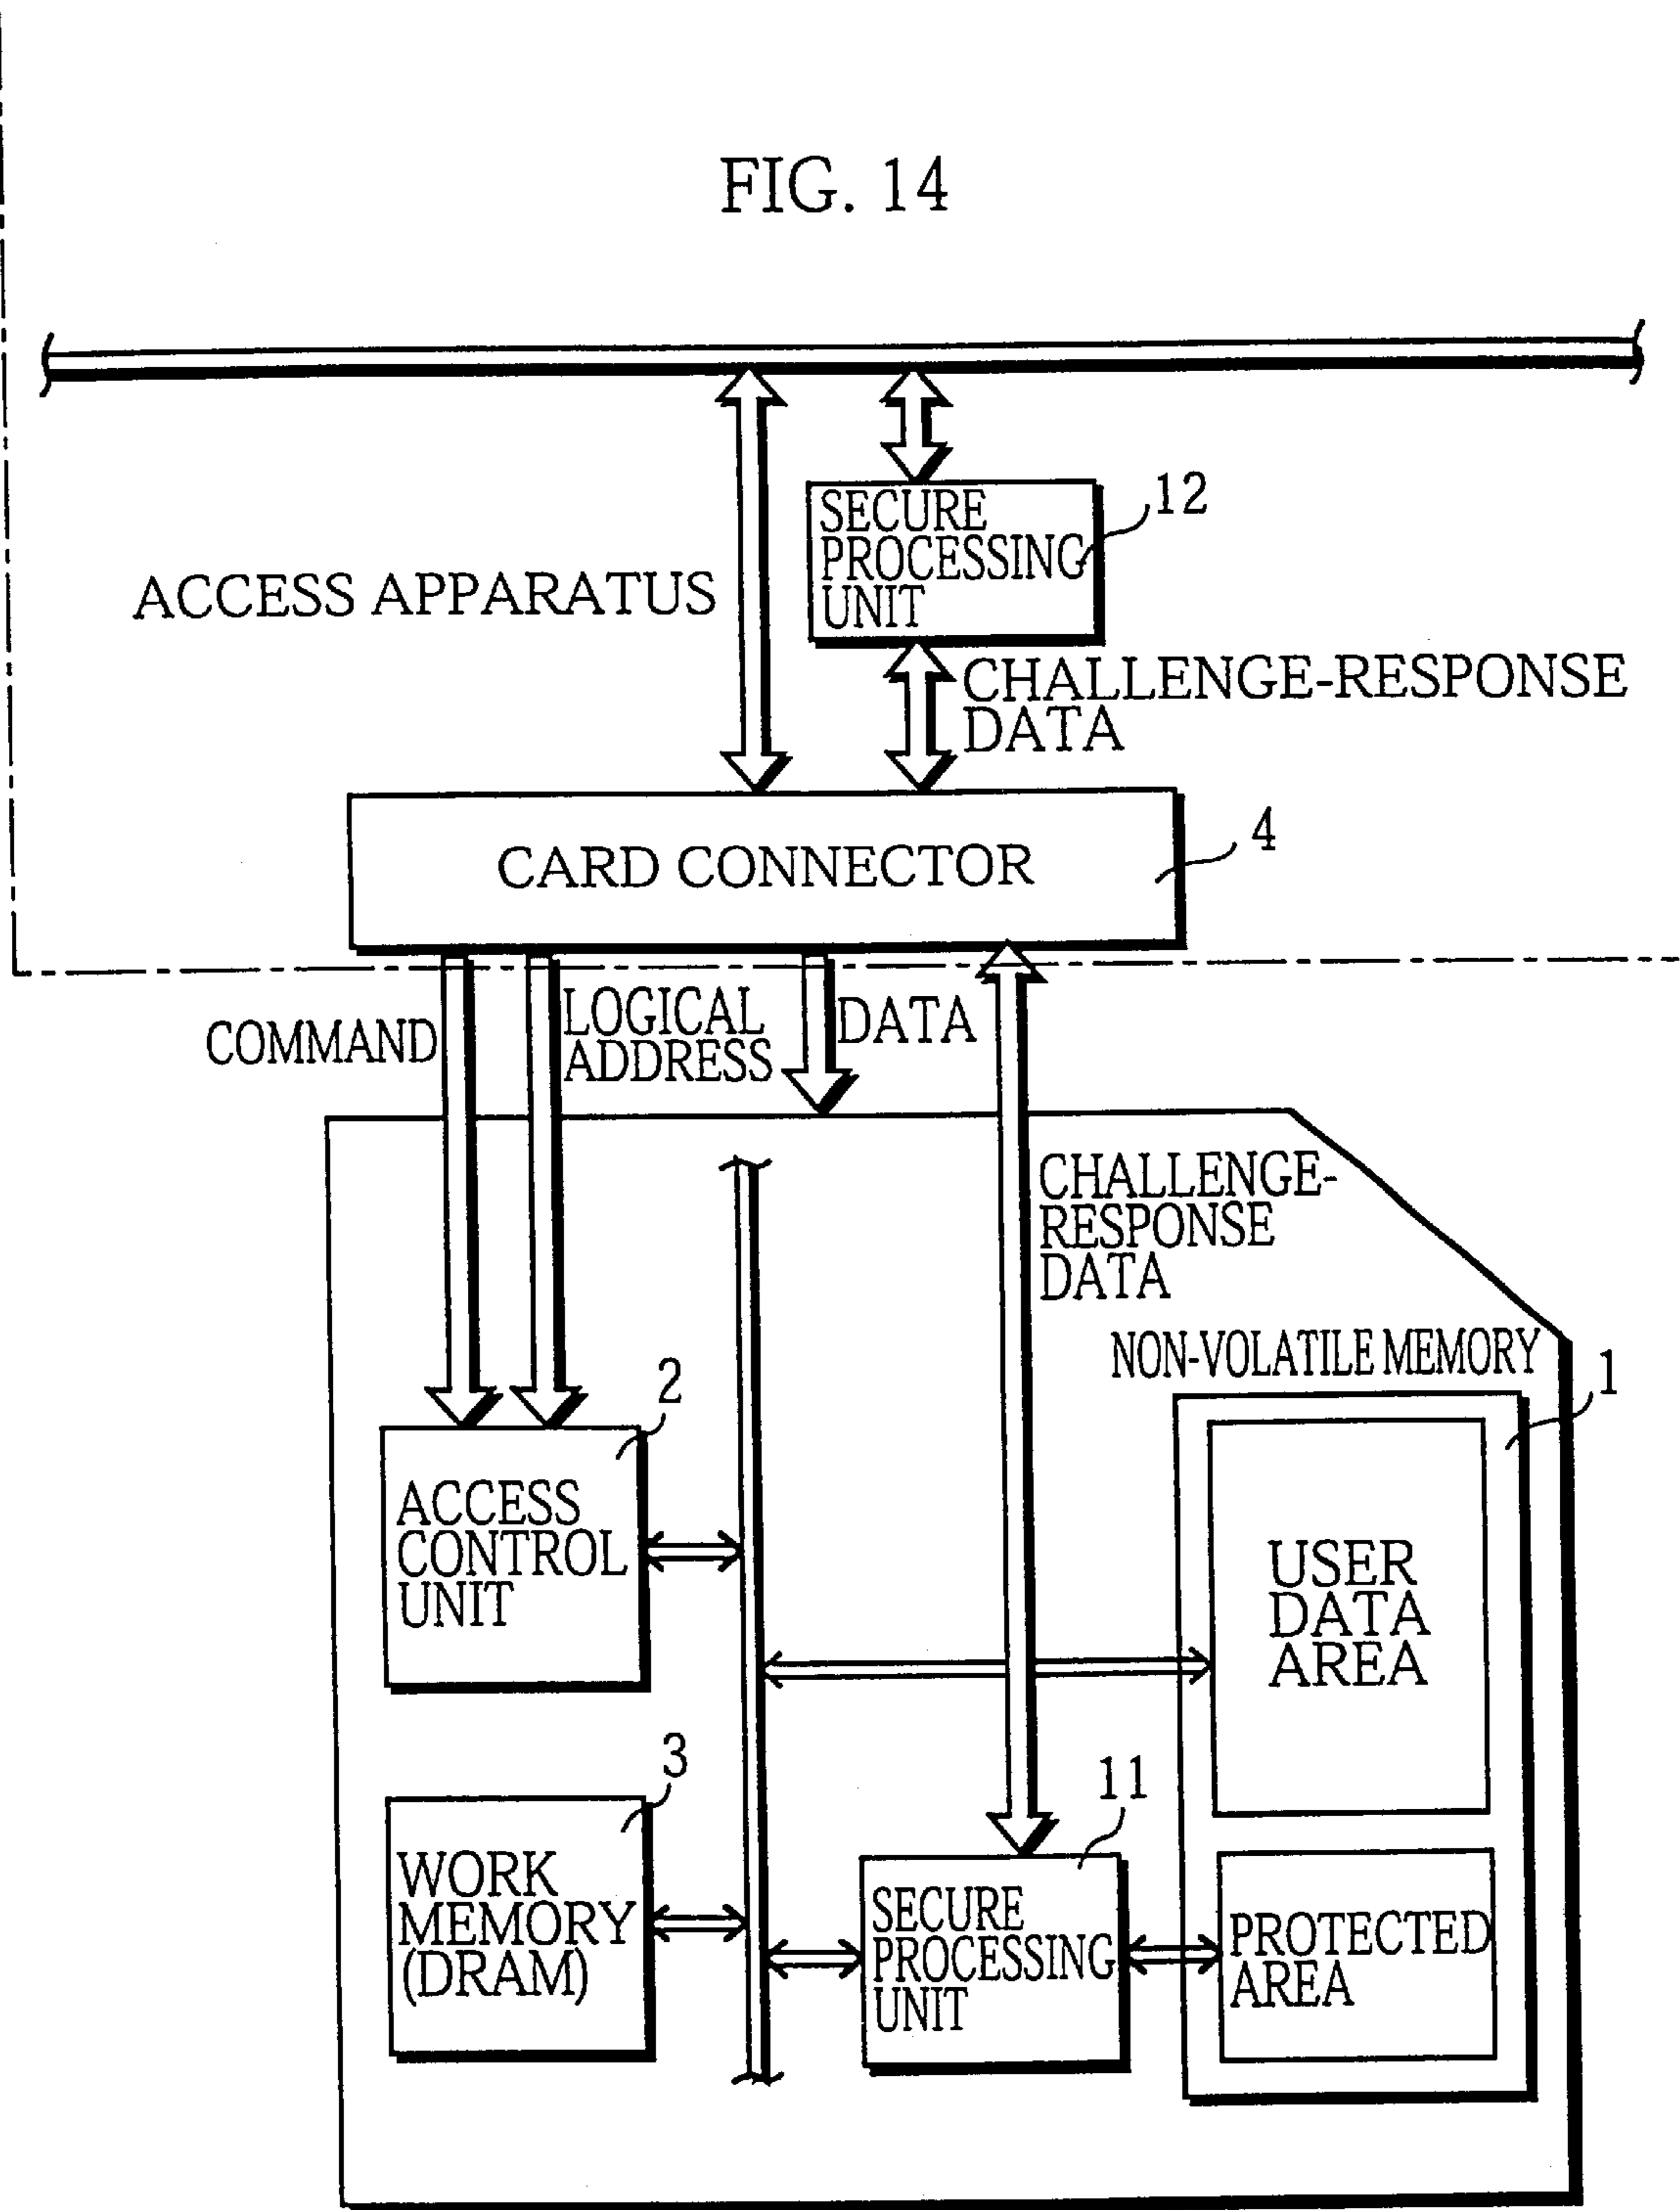 FIG. 14
12
SECURE
PROCESSING
UNIT
ACCESS APPARATUS
CHALLENGE-RESPONSE
DATA
4
CARD CONNECTOR
COMMAND
LOGICAL
ADDRESS
DATA
CHALLENGE-
RESPONSE
DATA
NON-VOLATILE MEMORY
1
2
ACCESS
CONTROL
UNIT
USER
DATA
AREA
3
WORK
MEMORY
(DRAM)
11
SECURE
PROCESSING
UNIT
PROTECTED
AREA